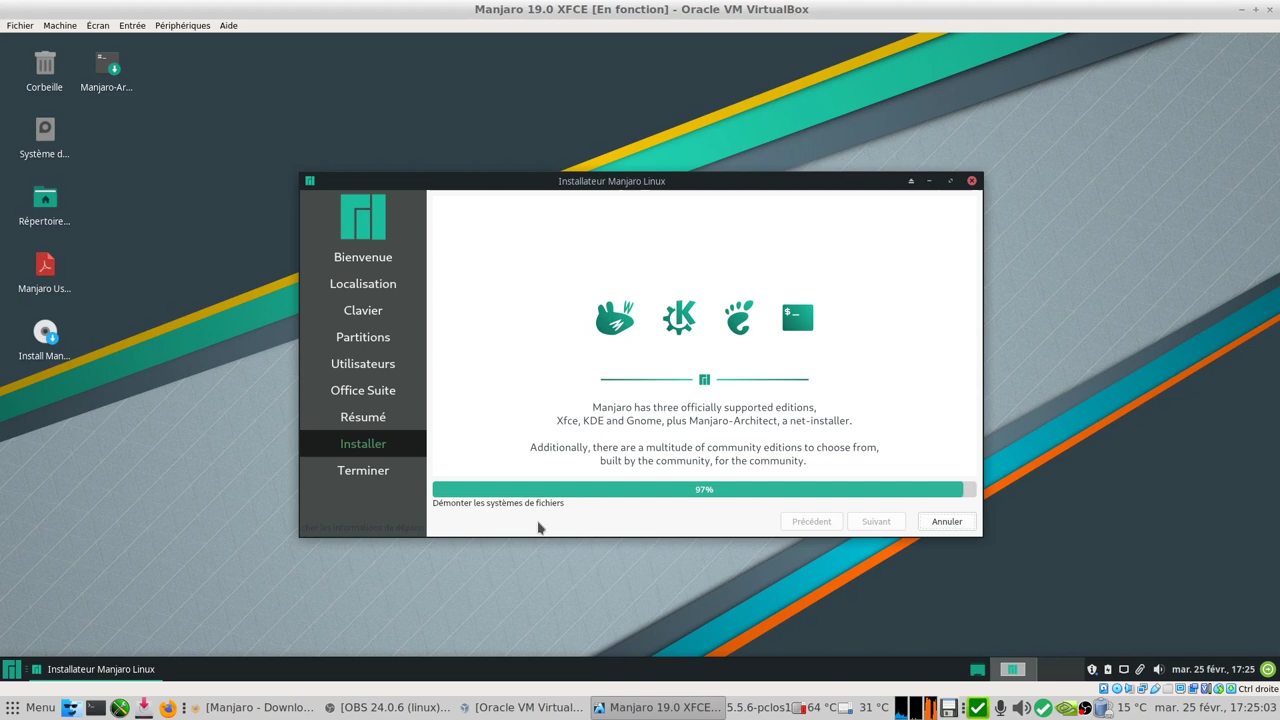 Manjaro 19.0 XFCE [En fonction] - Oracle VM VirtualBox
Fichier Machine Écran Entrée Périphériques Aide
Corbeille
Manjaro-Ar...
Système d...
Répertoire...
Manjaro Us...
Install Man...
Installateur Manjaro Linux
Bienvenue
Localisation
Clavier
Partitions
Utilisateurs
Office Suite
Résumé
Installer
Terminer
$-
Manjaro has three officially supported editions,
Xfce, KDE and Gnome, plus Manjaro-Architect, a net-installer.
Additionally, there are a multitude of community editions to choose from,
built by the community, for the community.
97%
Démonter les systèmes de fichiers
Précédent
Suivant
Annuler
Installateur Manjaro Linux
mar. 25 févr., 17:25
Ctrl droite
Menu
[Manjaro - Po
[OBS 24.0.6 (linux)...
[Oracle VM Virtual...
Manjaro 19.0 XFCE...
64 °C
31 °C
15 °C
mar. 25 févr., 17:25:03